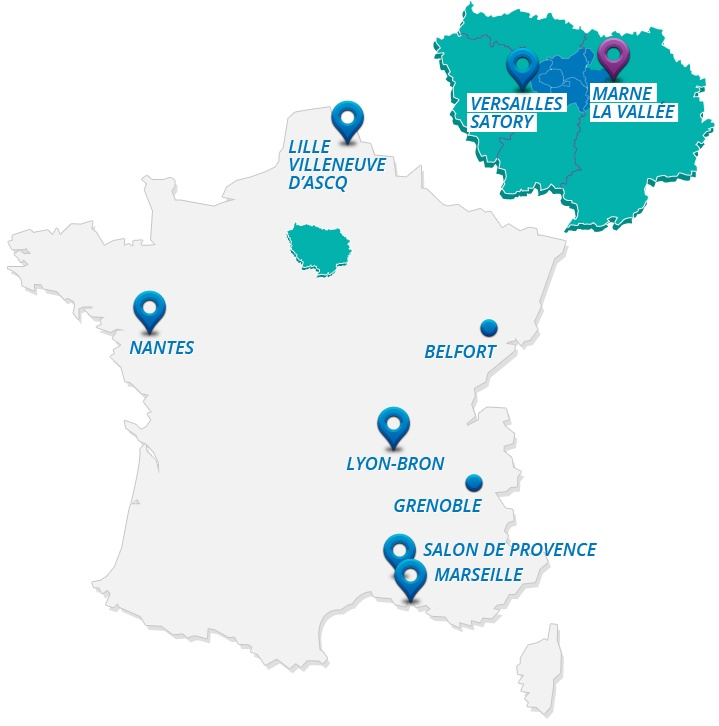 VERSAILLES
SATORY
MARNE
LA VALLÉE
LILLE
VILLENEUVE
D'ASCQ
NANTES
BELFORT
LYON-BRON
GRENOBLE
SALON DE PROVENCE
MARSEILLE